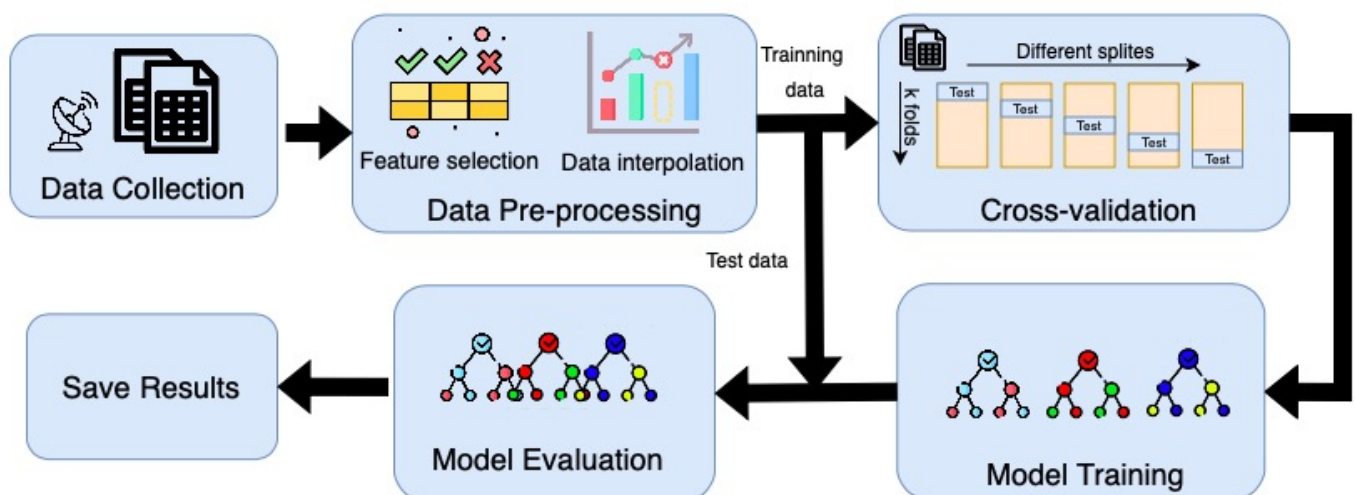 Data Collection
Feature selection
Data interpolation
Data Pre-processing
Trainning
data
Different splites
k folds
Test
Test
Test
Test
Test
Cross-validation
Test data
Save Results
Model Evaluation
Model Training